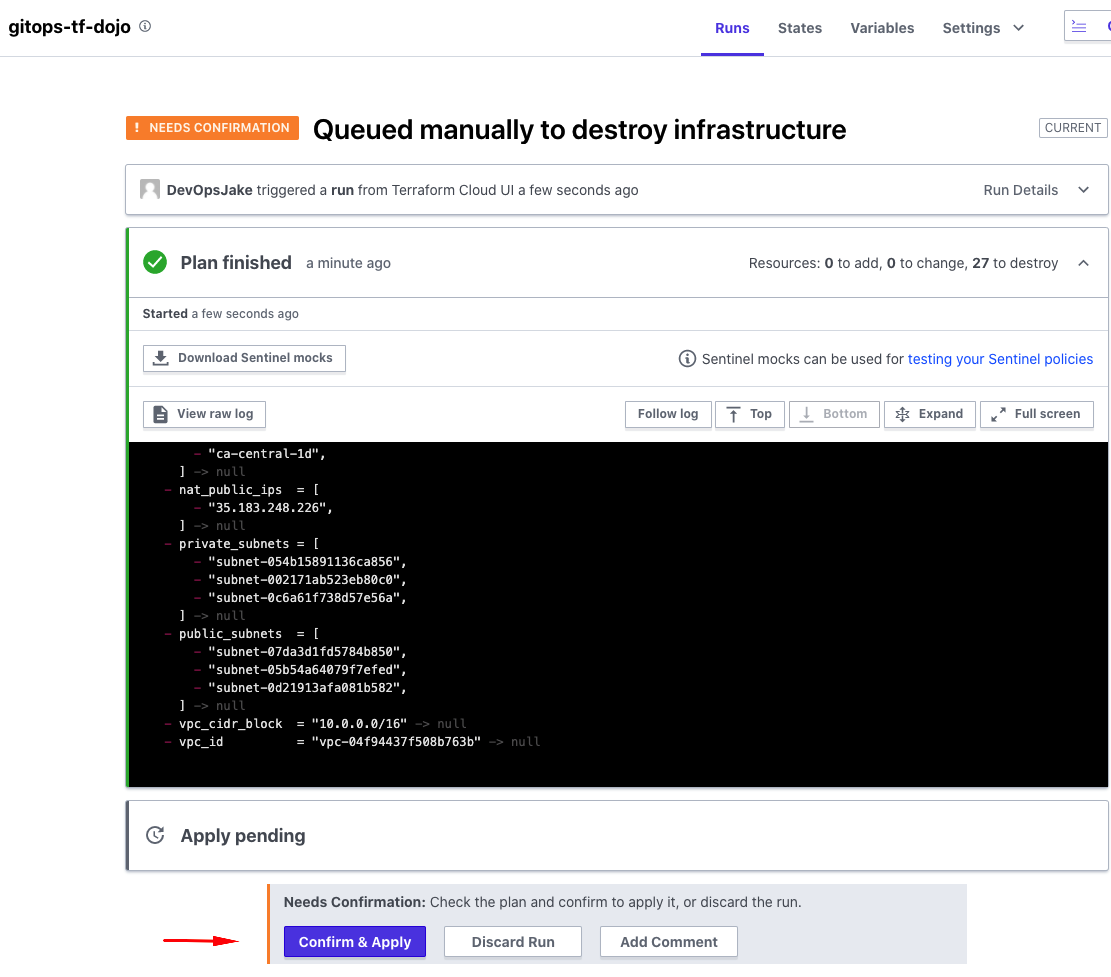 gitops-tf-dojo
Runs States Variables Settings
! NEEDS CONFIRMATION Queued manually to destroy infrastructure CURRENT
DevOpsJake triggered a run from Terraform Cloud UI a few seconds ago Run Details
Plan finished a minute ago Resources: 0 to add, 0 to change, 27 to destroy
Started a few seconds ago
Download Sentinel mocks Sentinel mocks can be used for testing your Sentinel policies
View raw log Follow log Top Bottom Expand Full screen
- "ca-central-1d",
] -> null
- nat_public_ips = [
- "35.183.248.226",
] -> null
- private_subnets = [
- "subnet-054b15891136ca856",
- "subnet-002171ab523eb80c0",
- "subnet-0c6a61f738d57e56a",
] -> null
- public_subnets = [
- "subnet-07da3d1fd5784b850",
- "subnet-05b54a64079f7efed",
- "subnet-0d21913afa081b582",
] -> null
- vpc_cidr_block = "10.0.0.0/16" -> null
- vpc_id = "vpc-04f94437f508b763b" -> null
Apply pending
Needs Confirmation: Check the plan and confirm to apply it, or discard the run.
Confirm & Apply Discard Run Add Comment